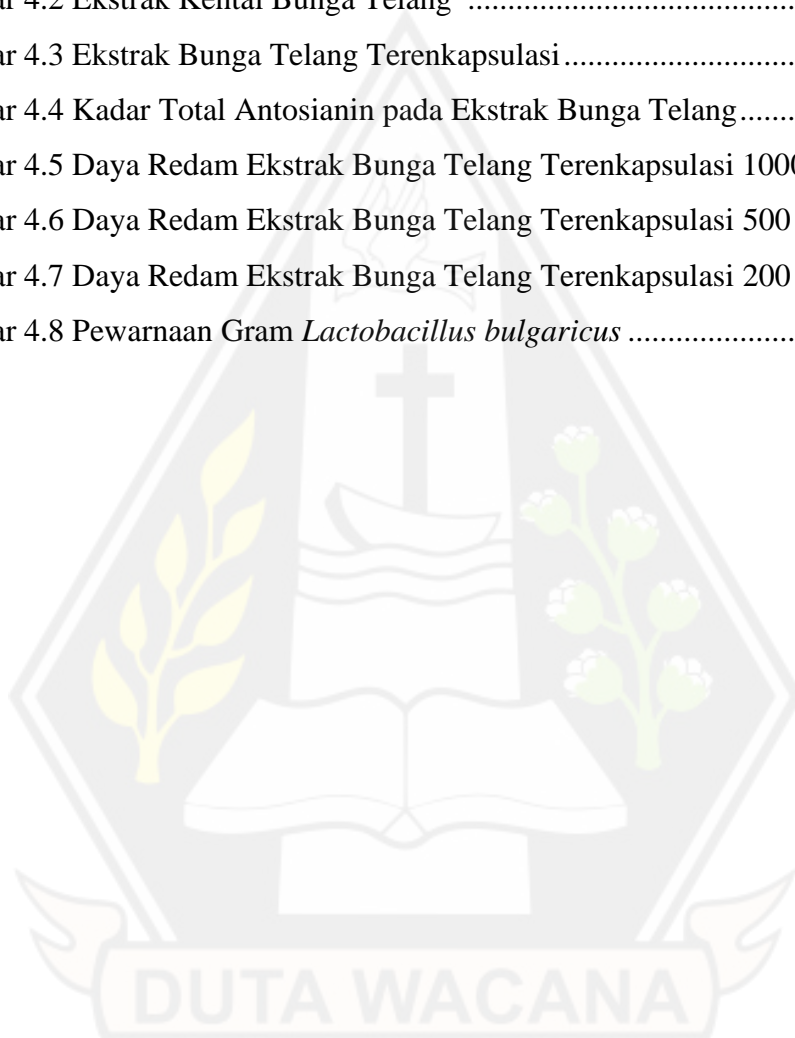 ar 4.2 Ekstrak Kental Bunga Telang ..........................................
ar 4.3 Ekstrak Bunga Telang Terenkapsulasi..............................
ar 4.4 Kadar Total Antosianin pada Ekstrak Bunga Telang.......
ar 4.5 Daya Redam Ekstrak Bunga Telang Terenkapsulasi 1000
ar 4.6 Daya Redam Ekstrak Bunga Telang Terenkapsulasi 500
ar 4.7 Daya Redam Ekstrak Bunga Telang Terenkapsulasi 200
ar 4.8 Pewarnaan Gram Lactobacillus bulgaricus .....................
DUTA WACANA